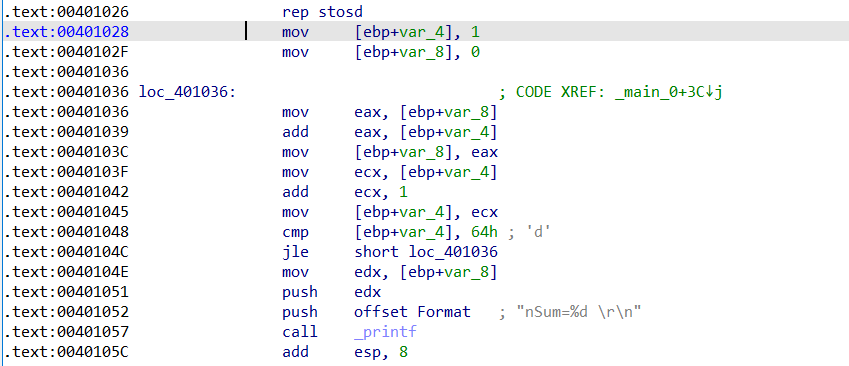 .text:00401026 rep stosd
.text:00401028 mov [ebp+var_4], 1
.text:0040102F mov [ebp+var_8], 0
.text:00401036
.text:00401036 loc_401036: ; CODE XREF: _main_0+3C↓j
.text:00401036 mov eax, [ebp+var_8]
.text:00401039 add eax, [ebp+var_4]
.text:0040103C mov [ebp+var_8], eax
.text:0040103F mov ecx, [ebp+var_4]
.text:00401042 add ecx, 1
.text:00401045 mov [ebp+var_4], ecx
.text:00401048 cmp [ebp+var_4], 64h ; 'd'
.text:0040104C jle short loc_401036
.text:0040104E mov edx, [ebp+var_8]
.text:00401051 push edx
.text:00401052 push offset Format ; "nSum=%d \r\n"
.text:00401057 call _printf
.text:0040105C add esp, 8